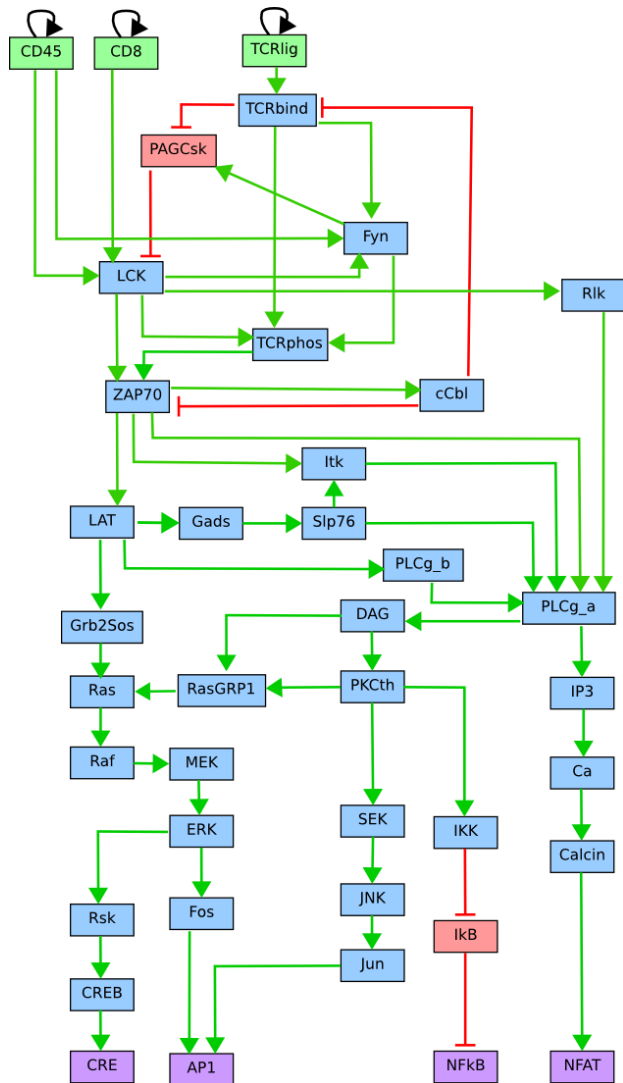 CD45
CD8
TCRlig
TCRbind
PAGCsk
Fyn
LCK
Rlk
TCRphos
ZAP70
cCbl
Itk
LAT
Gads
Slp76
PLCg_b
PLCg_a
DAG
Grb2Sos
Ras
RasGRP1
PKCth
IP3
Raf
MEK
Ca
ERK
SEK
IKK
Calcin
Rsk
Fos
JNK
IkB
Jun
CREB
CRE
AP1
NFkB
NFAT